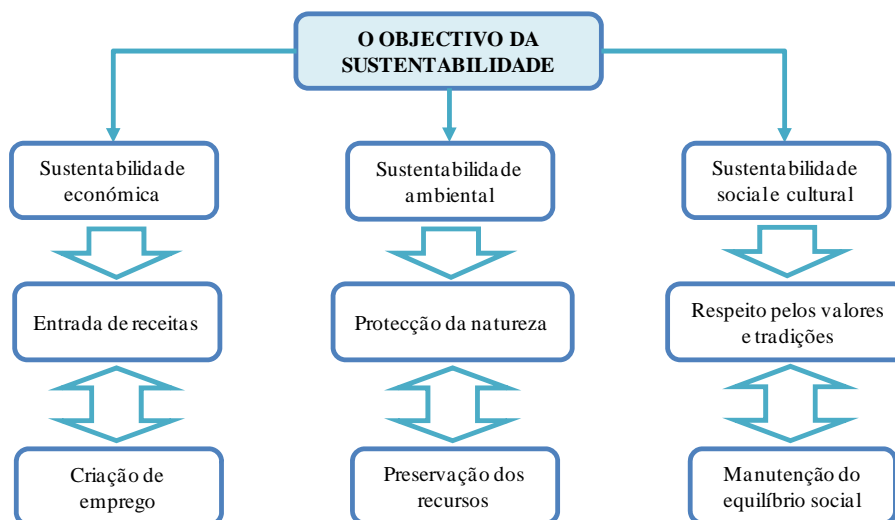 O OBJECTIVO DA
SUSTENTABILIDADE
Sustentabilidade
económica
Sustentabilidade
ambiental
Sustentabilidade
social e cultural
Entrada de receitas
Protecção da natureza
Respeito pelos valores
e tradições
Criação de
emprego
Preservação dos
recursos
Manutenção do
equilíbrio social